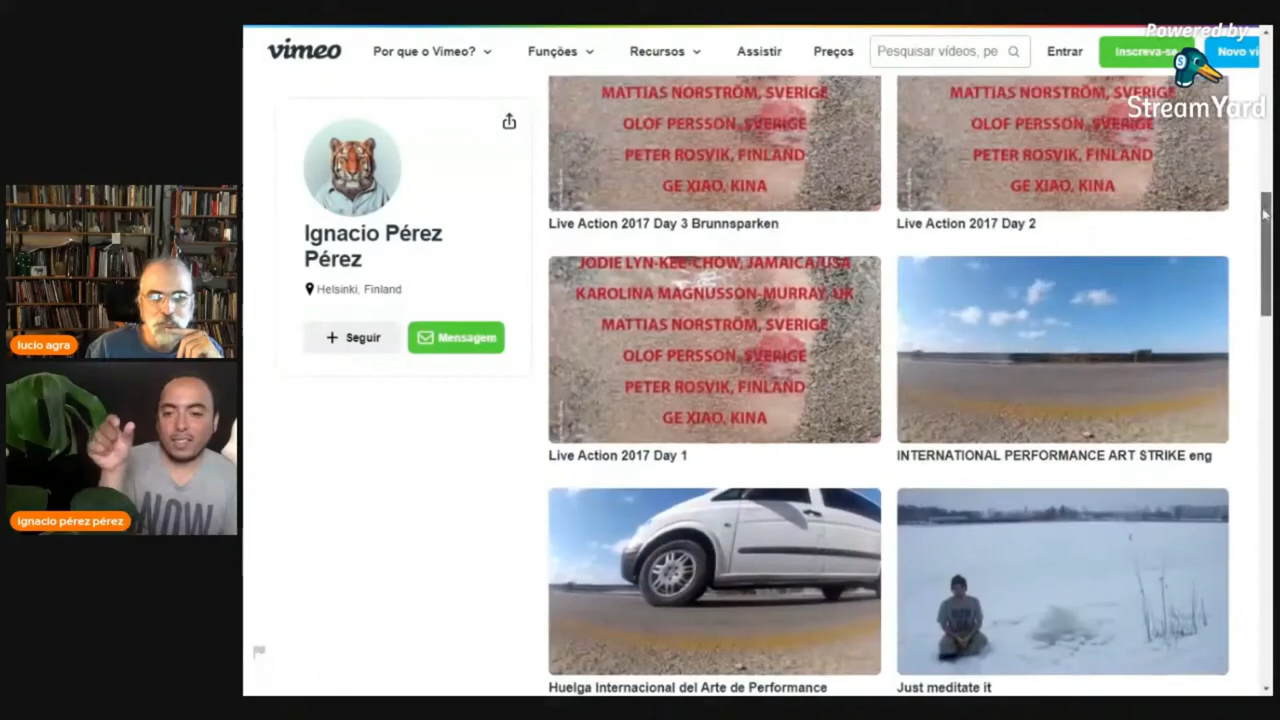 Powered by
StreamYard
vimeo
Por que o Vimeo?
Funções
Recursos
Assistir
Preços
Pesquisar vídeos, pe
Entrar
Inscreva-se
Novo ví
Ignacio Pérez
Pérez
Helsinki, Finland
Seguir
Mensagem
MATTIAS NORSTRÖM, SVERIGE
OLOF PERSSON, SVERIGE
PETER ROSVIK, FINLAND
GE XIAO, KINA
Live Action 2017 Day 3 Brunnsparken
MATTIAS NORSTRÖM, SVERIGE
OLOF PERSSON, SVERIGE
PETER ROSVIK, FINLAND
GE XIAO, KINA
Live Action 2017 Day 2
JODIE LYN-KEE-CHOW, JAMAICA/USA
KAROLINA MAGNUSSON-MURRAY, UK
MATTIAS NORSTRÖM, SVERIGE
OLOF PERSSON, SVERIGE
PETER ROSVIK, FINLAND
GE XIAO, KINA
Live Action 2017 Day 1
INTERNATIONAL PERFORMANCE ART STRIKE eng
Huelga Internacional del Arte de Performance
Just meditate it
lucio agra
NOW
ignacio pérez pérez